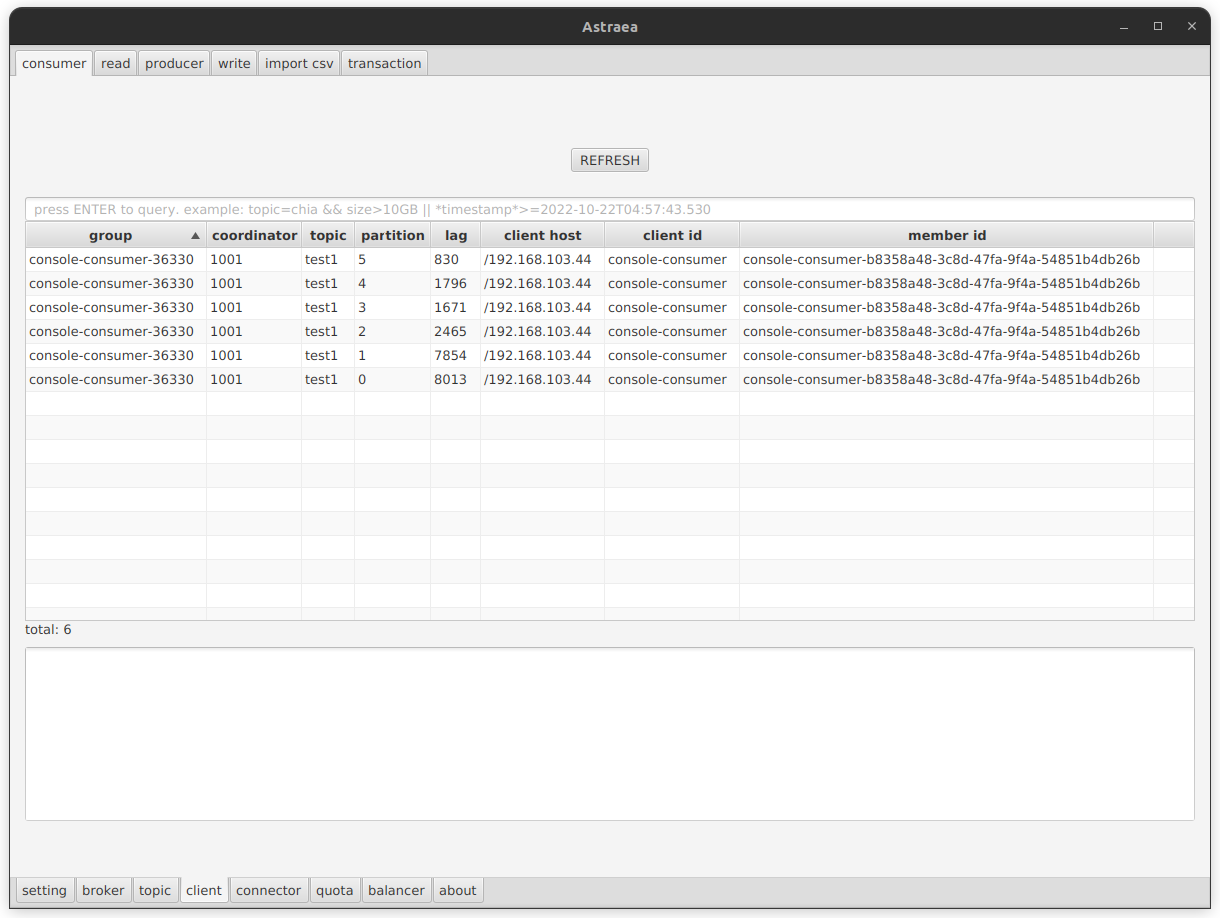 Astraea
consumer read producer write import csv transaction
REFRESH
press ENTER to query. example: topic=chia && size>10GB || *timestamp*>=2022-10-22T04:57:43.530
group coordinator topic partition lag client host client id member id
console-consumer-36330 1001 test1 5 830 /192.168.103.44 console-consumer console-consumer-b8358a48-3c8d-47fa-9f4a-54851b4db26b
console-consumer-36330 1001 test1 4 1796 /192.168.103.44 console-consumer console-consumer-b8358a48-3c8d-47fa-9f4a-54851b4db26b
console-consumer-36330 1001 test1 3 1671 /192.168.103.44 console-consumer console-consumer-b8358a48-3c8d-47fa-9f4a-54851b4db26b
console-consumer-36330 1001 test1 2 2465 /192.168.103.44 console-consumer console-consumer-b8358a48-3c8d-47fa-9f4a-54851b4db26b
console-consumer-36330 1001 test1 1 7854 /192.168.103.44 console-consumer console-consumer-b8358a48-3c8d-47fa-9f4a-54851b4db26b
console-consumer-36330 1001 test1 0 8013 /192.168.103.44 console-consumer console-consumer-b8358a48-3c8d-47fa-9f4a-54851b4db26b
total: 6
setting broker topic client connector quota balancer about